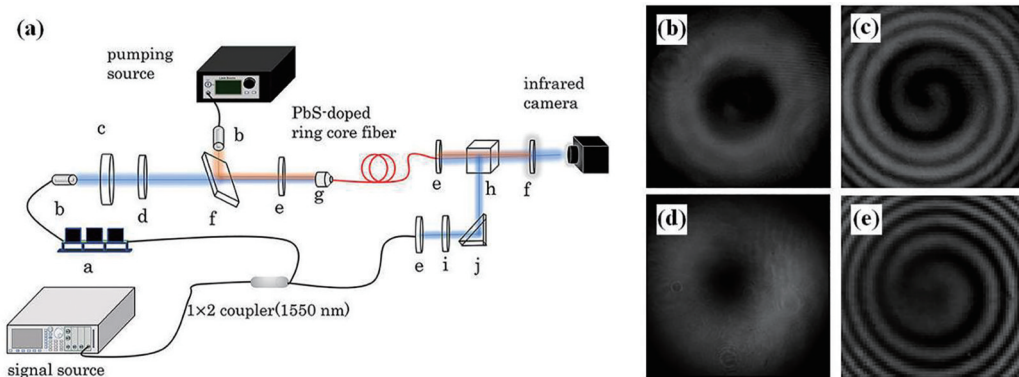 (a)
pumping
source
b
c
PbS-doped
ring core fiber
infrared
camera
b
d
f
e
g
e
h
f
a
e
i
j
1×2 coupler(1550 nm)
signal source
(b)
(c)
(d)
(e)